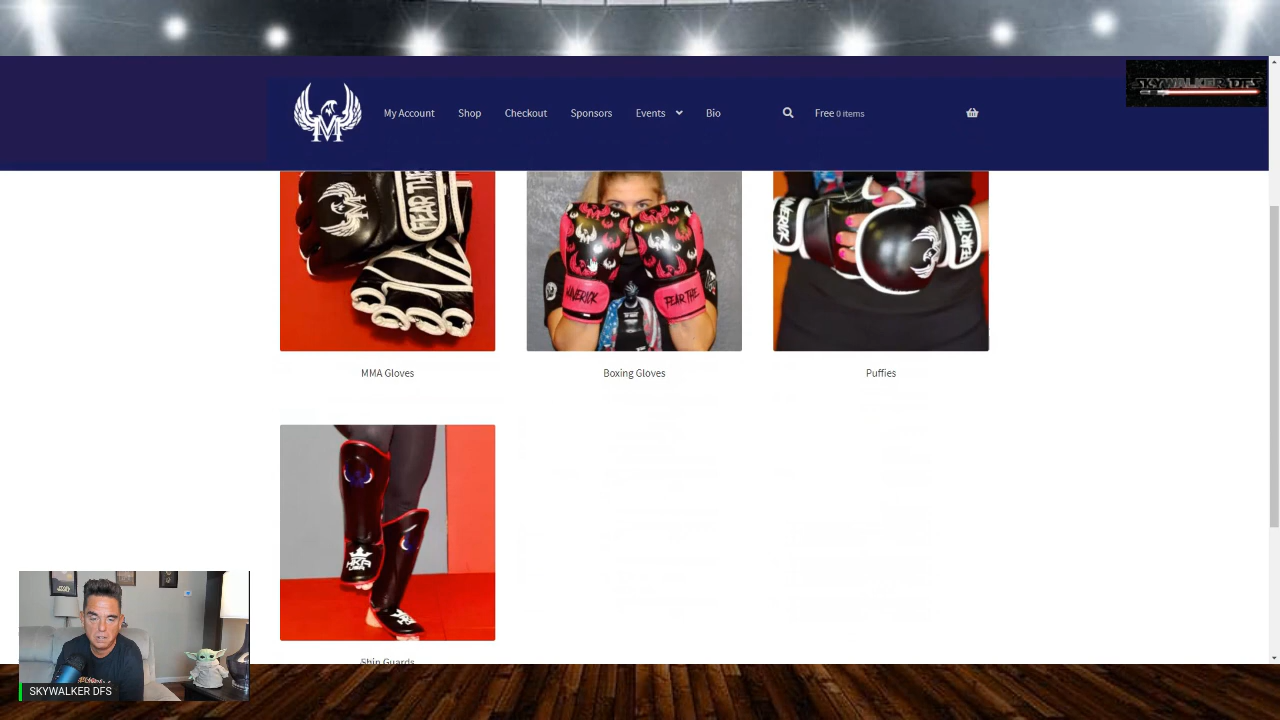 SKYWALKER DFS
My Account
Shop
Checkout
Sponsors
Events
Bio
Free 0 items
M
FEAR THE
MAVERICK
FEAR THE
FEAR THE
MMA Gloves
Boxing Gloves
Puffies
HKA
Shin Guards
SKYWALKER DFS